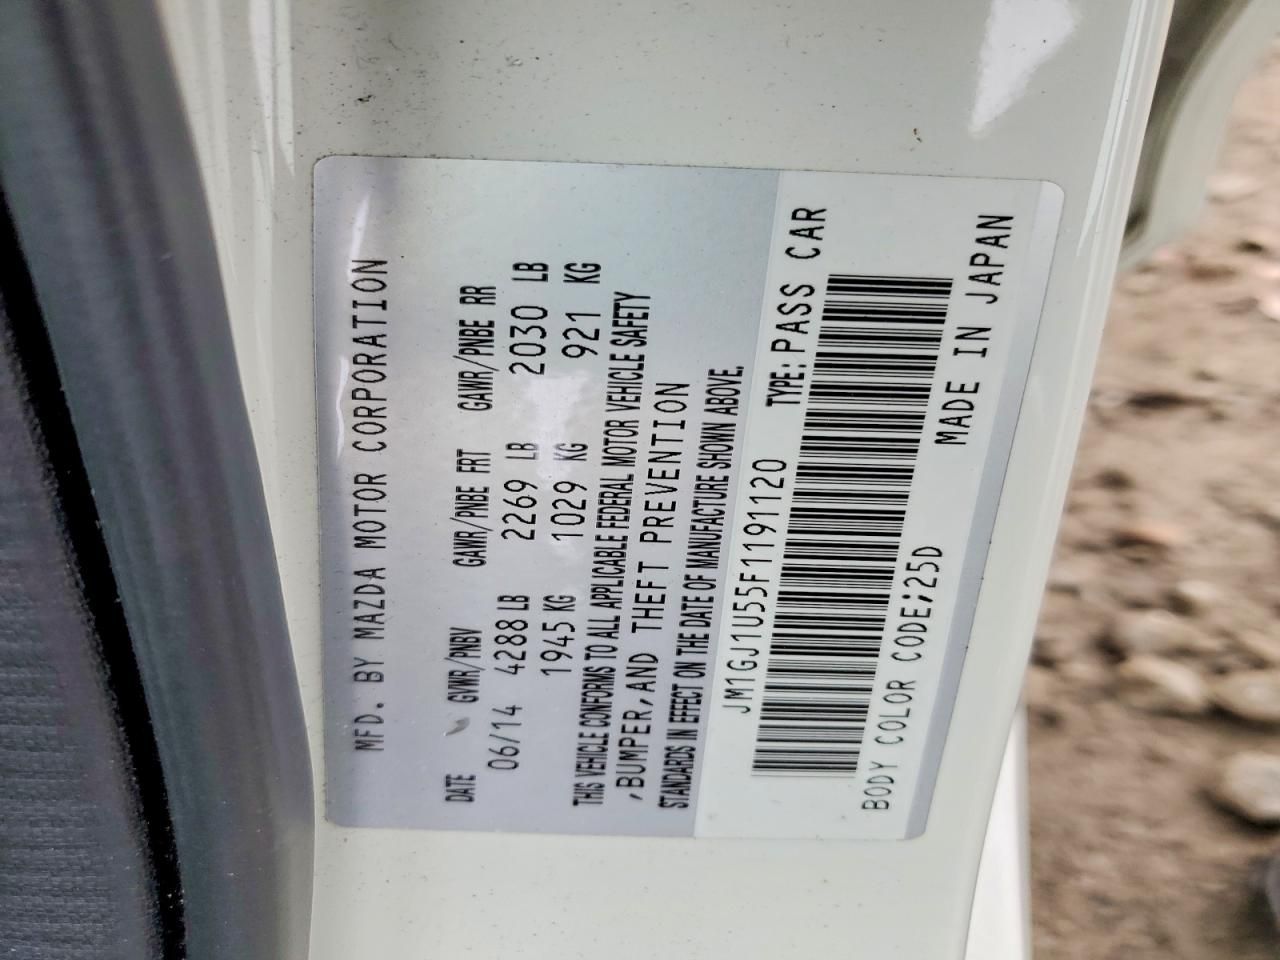 MFD. BY MAZDA MOTOR CORPORATION
DATE GVWR/PNBV GAWR/PNBE FRT GAWR/PNBE RR
06/14 4288 LB 2269 LB 2030 LB
1945 KG 1029 KG 921 KG
THIS VEHICLE CONFORMS TO ALL APPLICABLE FEDERAL MOTOR VEHICLE SAFETY
,BUMPER,AND THEFT PREVENTION
STANDARDS IN EFFECT ON THE DATE OF MANUFACTURE SHOWN ABOVE.
JM1GJ1U55F1191120 TYPE: PASS CAR
BODY COLOR CODE;25D MADE IN JAPAN